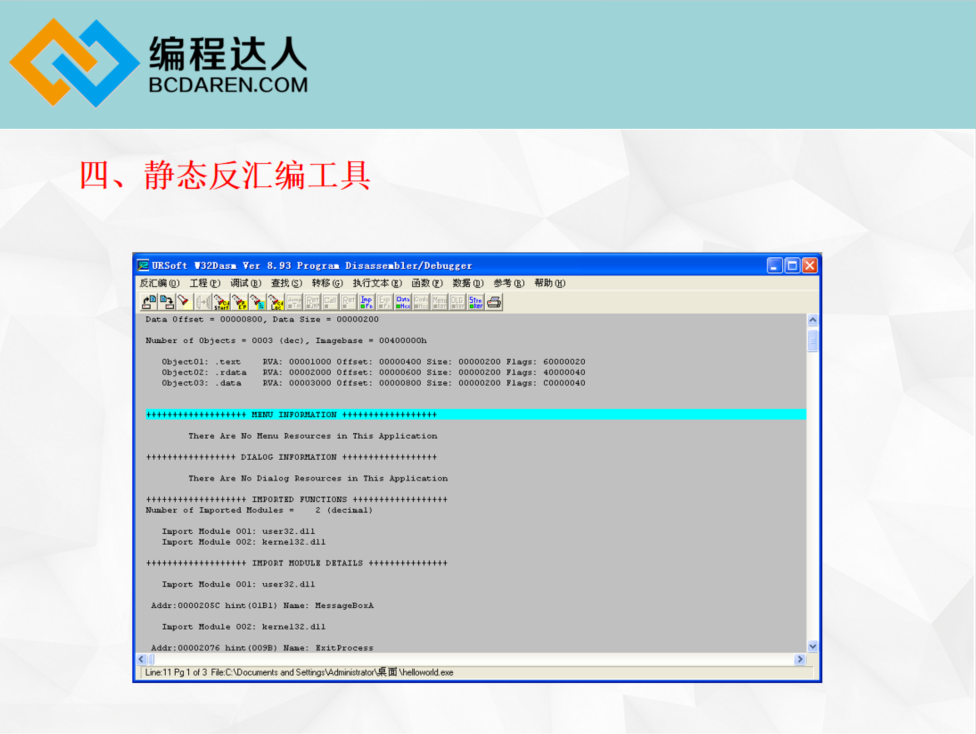 编程达人
BCDAREN.COM
四、静态反汇编工具
URSoft W32Dasm Ver 8.93 Program Disassembler/Debugger
反汇编(D) 工程(P) 调试(B) 查找(S) 转移(G) 执行文本(E) 函数(F) 数据(D) 参考(R) 帮助(H)
Data Offset = 00000800, Data Size = 00000200
Number of Objects = 0003 (dec), Imagebase = 00400000h
Object01: .text RVA: 00001000 Offset: 00000400 Size: 00000200 Flags: 60000020
Object02: .rdata RVA: 00002000 Offset: 00000600 Size: 00000200 Flags: 40000040
Object03: .data RVA: 00003000 Offset: 00000800 Size: 00000200 Flags: C0000040
+++++++++++++++++++ MENU INFORMATION ++++++++++++++++++
There Are No Menu Resources in This Application
+++++++++++++++++ DIALOG INFORMATION ++++++++++++++++++
There Are No Dialog Resources in This Application
+++++++++++++++++++ IMPORTED FUNCTIONS ++++++++++++++++++
Number of Imported Modules = 2 (decimal)
Import Module 001: user32.dll
Import Module 002: kernel32.dll
+++++++++++++++++++ IMPORT MODULE DETAILS +++++++++++++++
Import Module 001: user32.dll
Addr:0000205C hint(01B1) Name: MessageBoxA
Import Module 002: kernel32.dll
Addr:00002076 hint(009B) Name: ExitProcess
Line:11 Pg 1 of 3 File:C:\Documents and Settings\Administrator\桌面\helloworld.exe